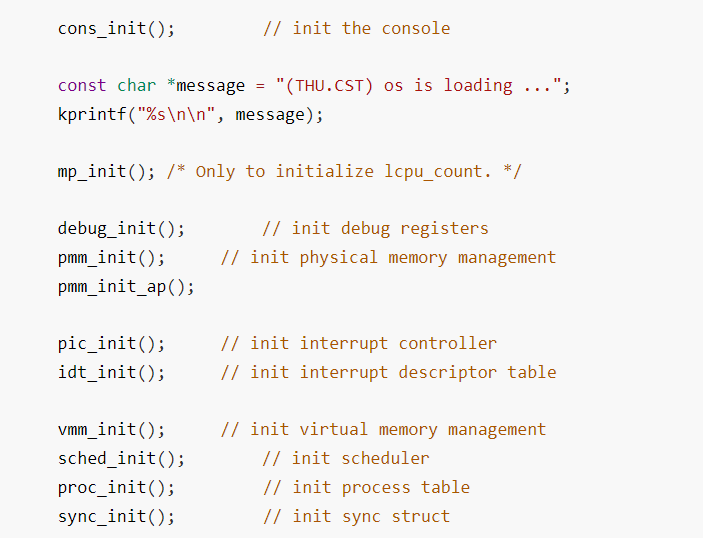 cons_init();         // init the console
const char *message = "(THU.CST) os is loading ...";
kprintf("%s\n\n", message);
mp_init(); /* Only to initialize lcpu_count. */
debug_init();        // init debug registers
pmm_init();      // init physical memory management
pmm_init_ap();
pic_init();      // init interrupt controller
idt_init();      // init interrupt descriptor table
vmm_init();      // init virtual memory management
sched_init();        // init scheduler
proc_init();         // init process table
sync_init();         // init sync struct